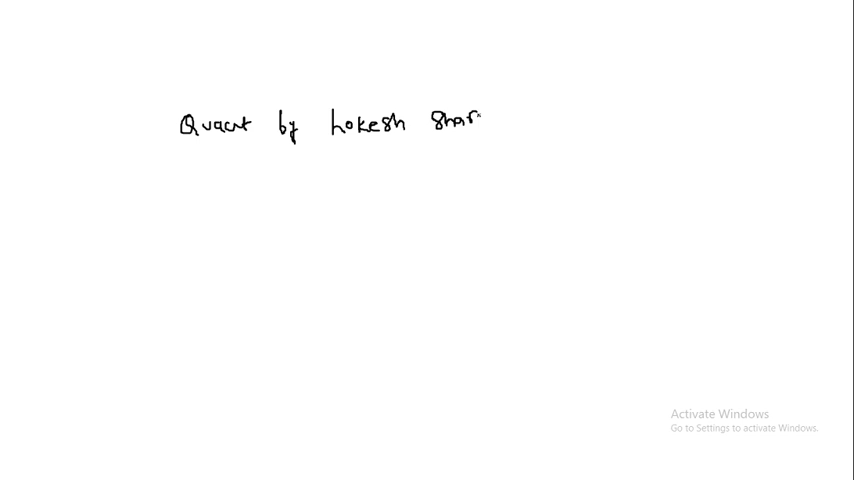 Quant by Lokesh Shar
Activate Windows
Go to Settings to activate Windows.